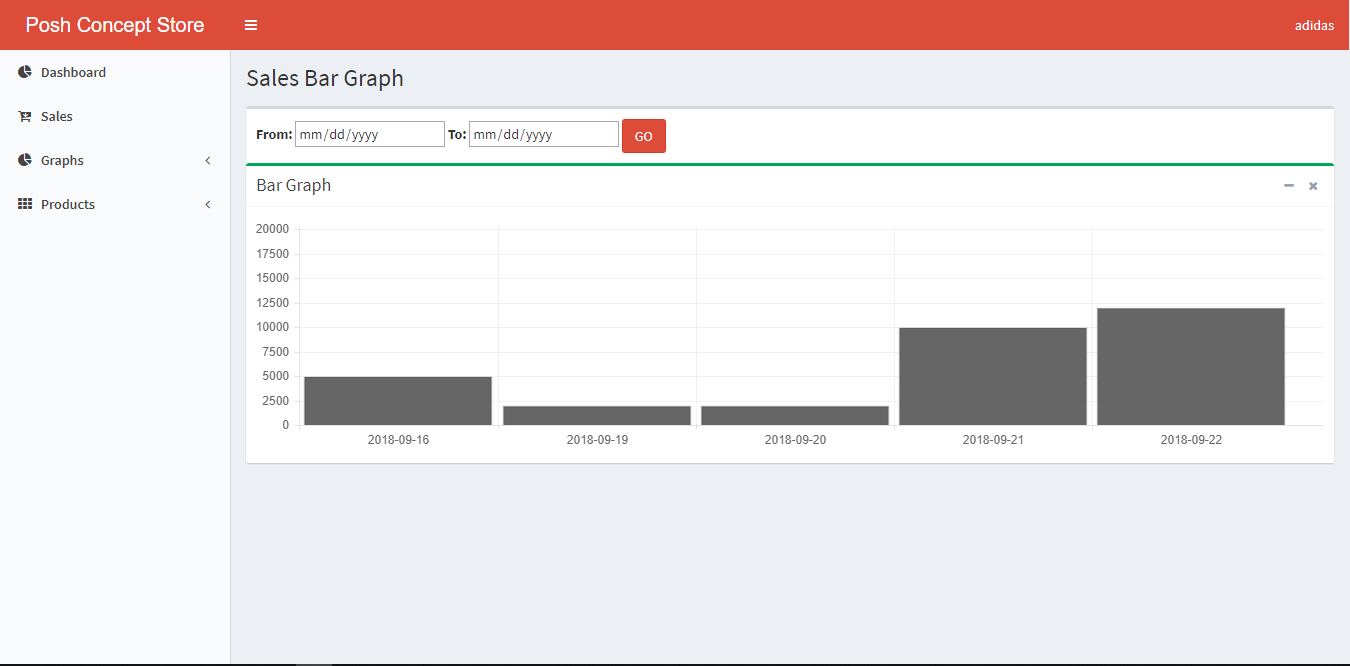 Posh Concept Store
adidas
Dashboard
Sales
Graphs
Products
Sales Bar Graph
From: mm/dd/yyyy To: mm/dd/yyyy GO
Bar Graph
20000
17500
15000
12500
10000
7500
5000
2500
0
2018-09-16 2018-09-19 2018-09-20 2018-09-21 2018-09-22